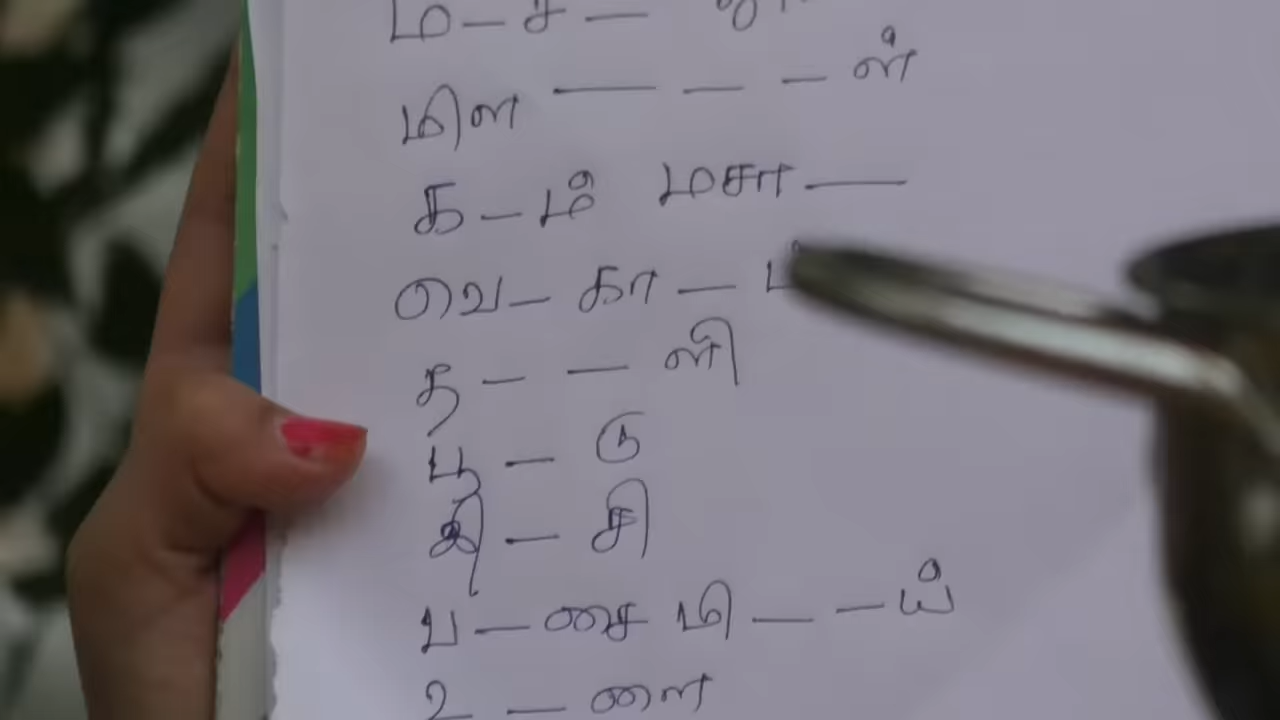 ம – ச –
மிள — – – ள்
க – ம் மசா —
வெ – கா –
த – – ளி
பூ – டு
இ – சி
ப – சை மி – – ய்
உ – ளை